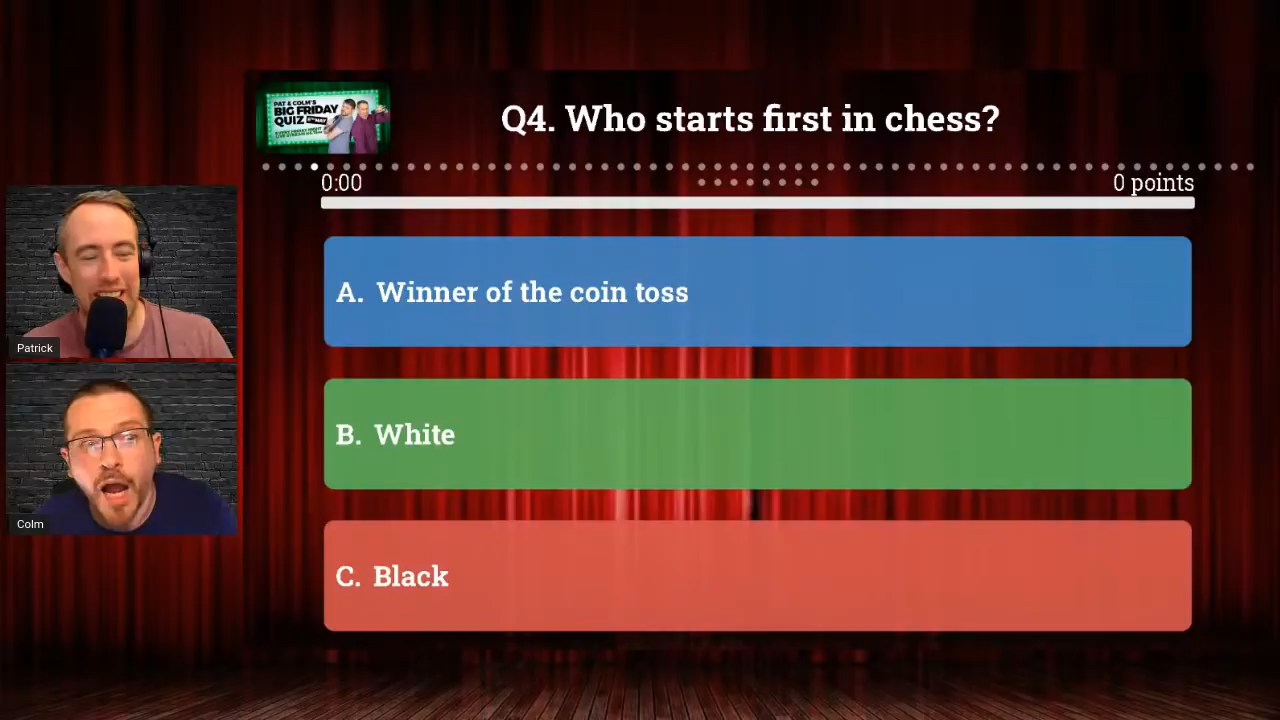 PAT & COLM'S
BIG FRIDAY
QUIZ
Q4. Who starts first in chess?
0:00
0 points
Patrick
Colm
A. Winner of the coin toss
B. White
C. Black